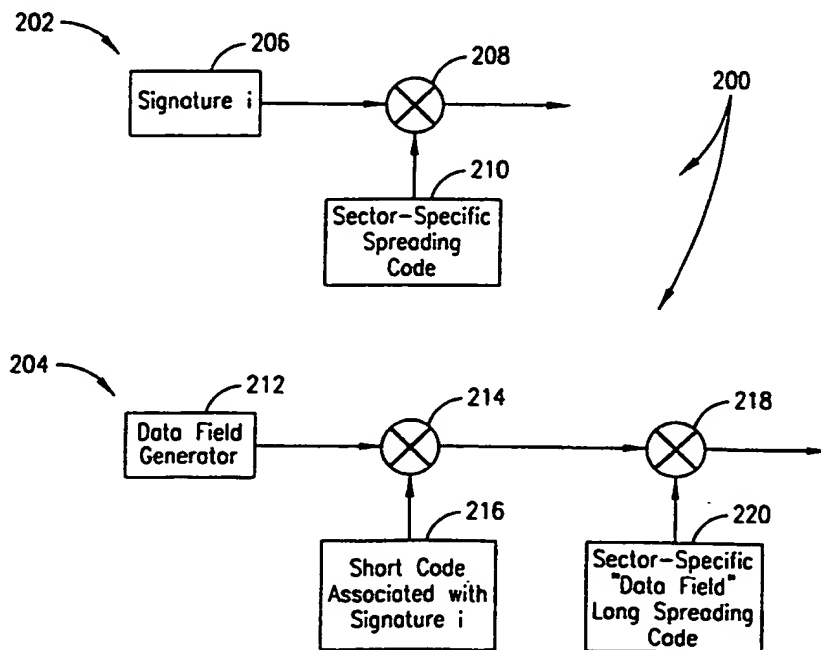 202
206
208
200
Signature i
210
Sector-Specific
Spreading
Code
204
212
214
218
Data Field
Generator
216
220
Short Code
Associated with
Signature i
Sector-Specific
"Data Field"
Long Spreading
Code